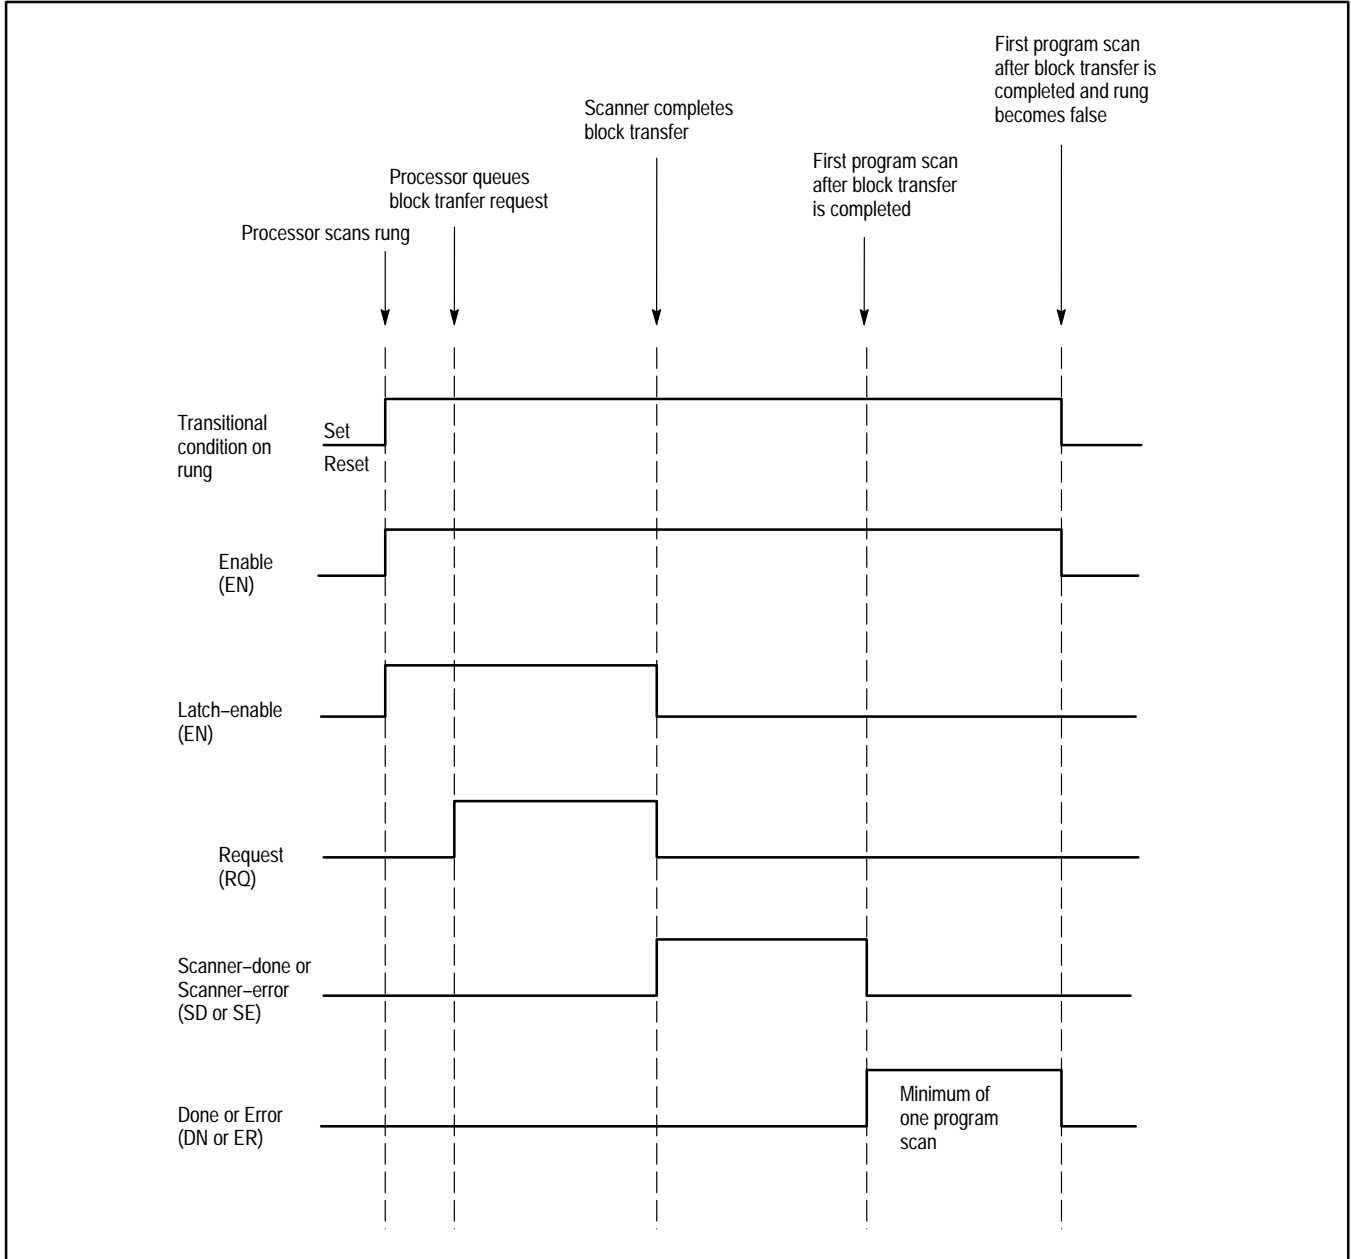 First program scan
after block transfer is
completed and rung
becomes false
Scanner completes
block transfer
First program scan
after block transfer
is completed
Processor queues
block tranfer request
Processor scans rung
Transitional
condition on
rung
Set
Reset
Enable
(EN)
Latch–enable
(EN)
Request
(RQ)
Scanner–done or
Scanner–error
(SD or SE)
Done or Error
(DN or ER)
Minimum of
one program
scan